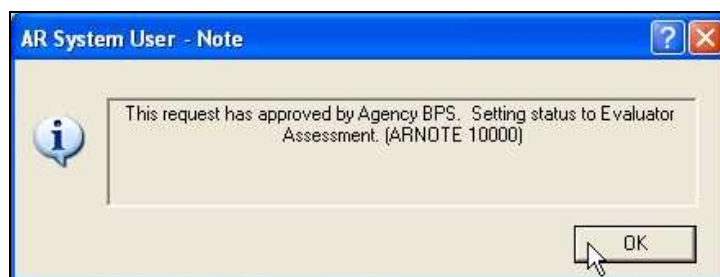 AR System User - Note
This request has approved by Agency BPS.  Setting status to Evaluator
Assessment. (ARNOTE 10000)
OK